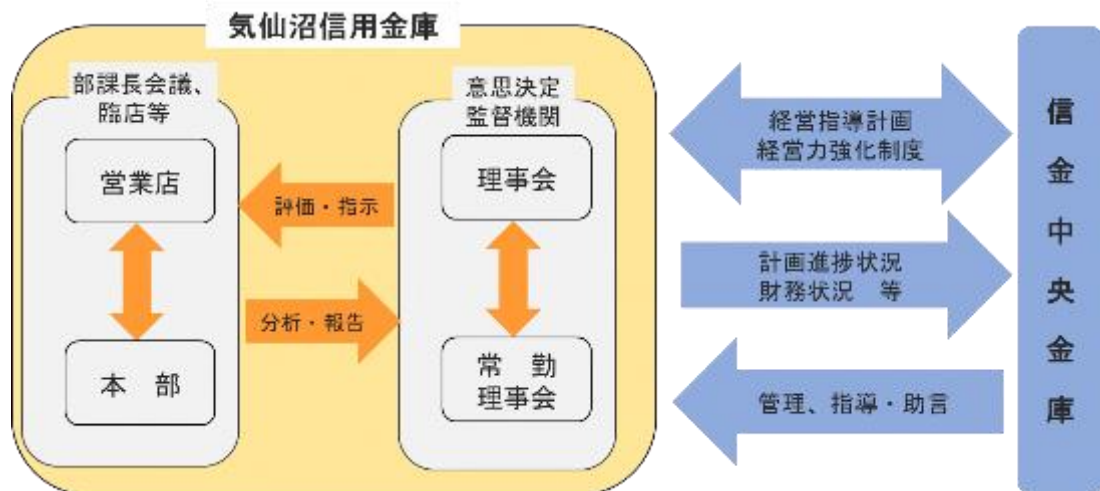 気仙沼信用金庫
部課長会議、
臨店等
営業店
本　部
評価・指示
分析・報告
意思決定
監督機関
理事会
常　勤
理事会
経営指導計画
経営力強化制度
計画進捗状況
財務状況　等
管理、指導・助言
信金中央金庫